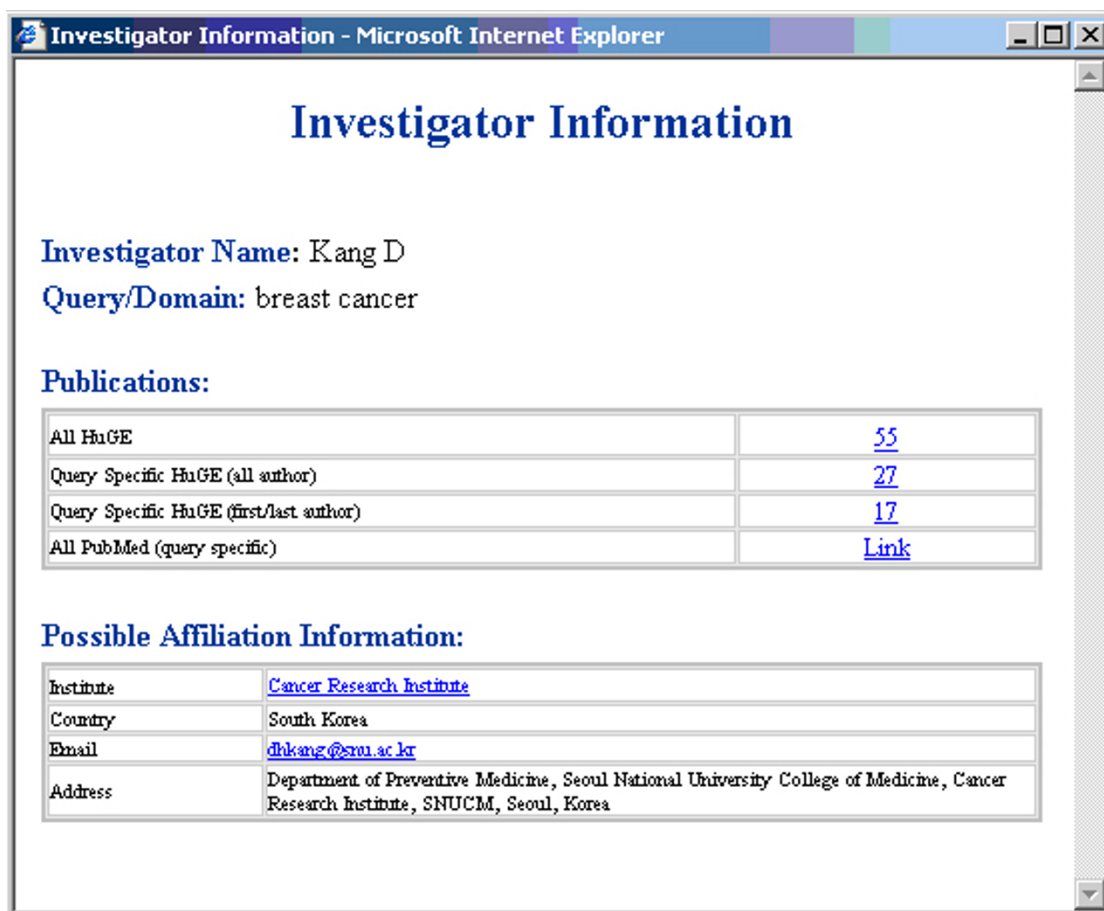 Investigator Information - Microsoft Internet Explorer
Investigator Information
Investigator Name: Kang D
Query/Domain: breast cancer
Publications:
All HuGE 55
Query Specific HuGE (all author) 27
Query Specific HuGE (first/last author) 17
All PubMed (query specific) Link
Possible Affiliation Information:
Institute Cancer Research Institute
Country South Korea
Email dhkang@snu.ac.kr
Address Department of Preventive Medicine, Seoul National University College of Medicine, Cancer
Research Institute, SNUCM, Seoul, Korea